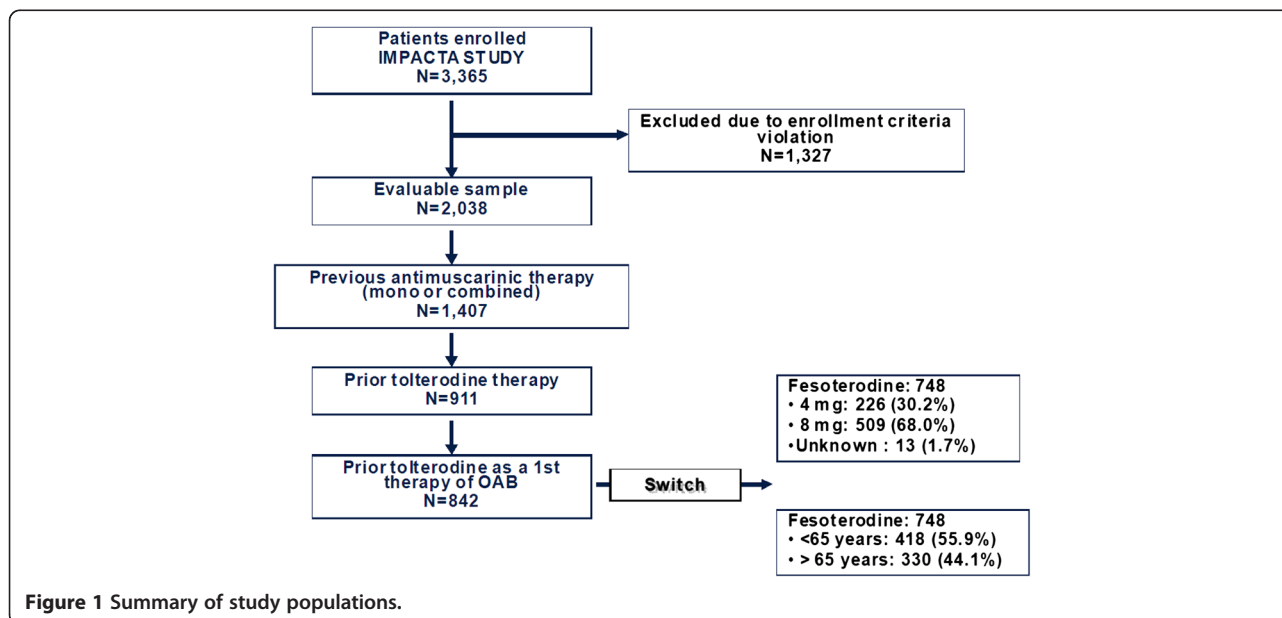 Patients enrolled
IMPACTA STUDY
N=3,365
Excluded due to enrollment criteria
violation
N=1,327
Evaluable sample
N=2,038
Previous antimuscarinic therapy
(mono or combined)
N=1,407
Prior tolterodine therapy
N=911
Fesoterodine: 748
• 4 mg: 226 (30.2%)
• 8 mg: 509 (68.0%)
•Unknown : 13 (1.7%)
Prior tolterodine as a 1st
therapy of OAB
N=842
Switch
Fesoterodine: 748
• <65 years: 418 (55.9%)
• > 65 years: 330 (44.1%)
Figure 1 Summary of study populations.